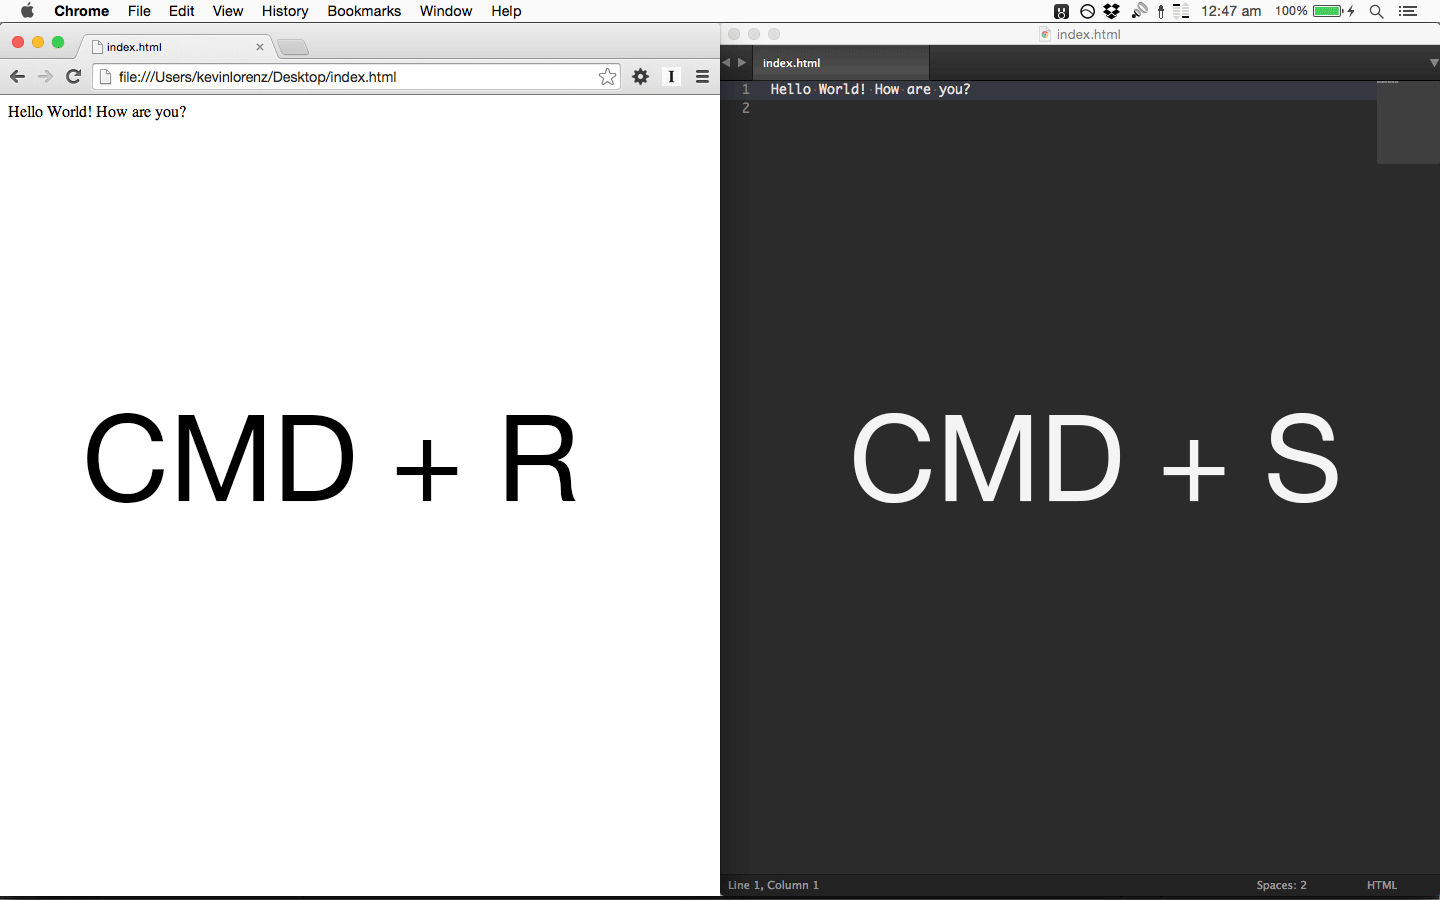 Chrome File Edit View History Bookmarks Window Help 12:47 am 100%
index.html
file:///Users/kevinlorenz/Desktop/index.html
Hello World! How are you?
CMD + R
index.html
index.html
1 Hello World! How are you?
2
CMD + S
Line 1, Column 1 Spaces: 2 HTML